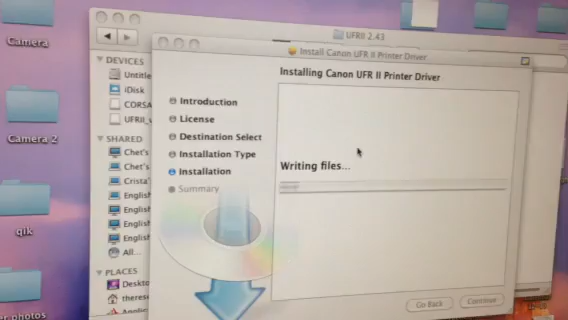 Camera
Camera 2
qik
UFRII 2.43
DEVICES
iDisk
CORSA
UFRII_v
SHARED
Chet's
Chet's
Crista'
English
English
English
English
All...
PLACES
Deskto
Install Canon UFR II Printer Driver
Installing Canon UFR II Printer Driver
Introduction
License
Destination Select
Installation Type
Installation
Summary
Writing files...
Go Back
Continue